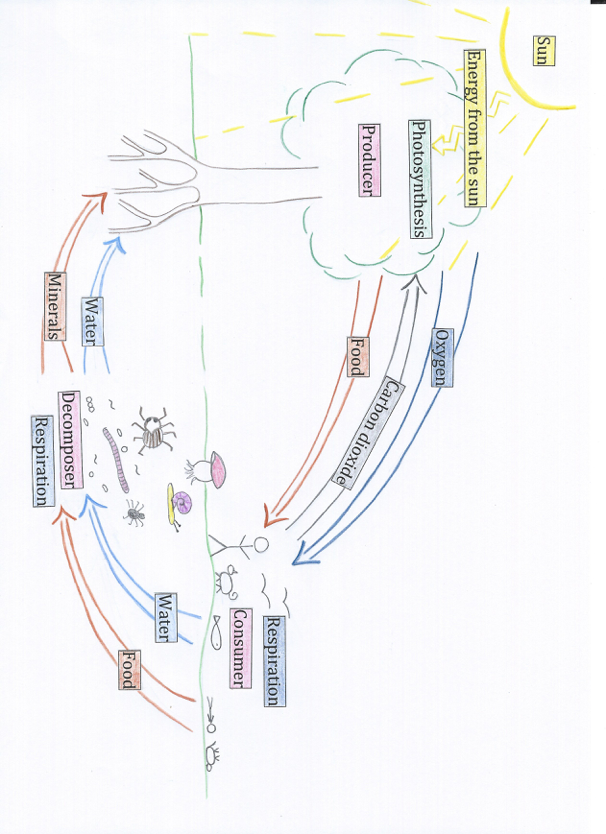 Sun
Energy from the sun
Photosynthesis
Producer
Oxygen
Carbon dioxide
Food
Respiration
Consumer
Water
Minerals
Decomposer
Respiration
Water
Food